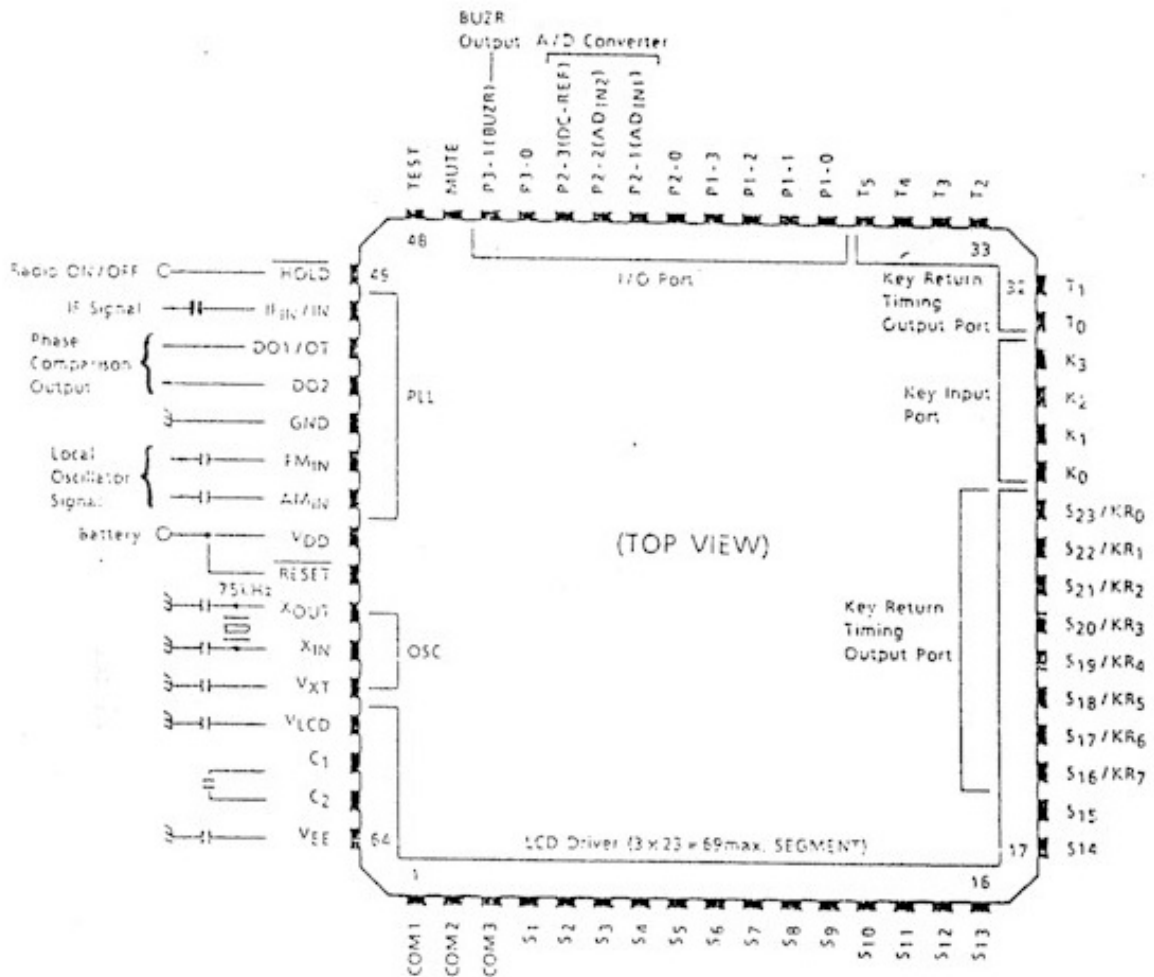 BUZR
Output
A/D Converter
TEST
MUTE
P3-1(BUZR)
P3-0
P2-3(DC-REF)
P2-2(ADIN2)
P2-1(ADIN1)
P2-0
P1-3
P1-2
P1-1
P1-0
T5
T4
T3
T2
48
33
I/O Port
Key Return
Timing
Output Port
Radio ON/OFF
HOLD
49
IF Signal
IFIN/IN
Phase
Comparison
Output
DO1/OT
DO2
GND
PLL
Local
Oscillator
Signal
FMIN
AMIN
Battery
VDD
RESET
75kHz
XOUT
XIN
VXT
OSC
VLCD
C1
C2
VEE
64
(TOP VIEW)
32
T1
T0
K3
K2
K1
K0
Key Input
Port
S23/KR0
S22/KR1
S21/KR2
S20/KR3
S19/KR4
S18/KR5
S17/KR6
S16/KR7
S15
S14
Key Return
Timing
Output Port
LCD Driver (3×23=69max. SEGMENT)
17
1
16
COM1
COM2
COM3
S1
S2
S3
S4
S5
S6
S7
S8
S9
S10
S11
S12
S13